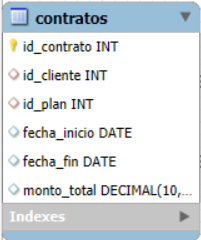 contratos
id_contrato INT
id_cliente INT
id_plan INT
fecha_inicio DATE
fecha_fin DATE
monto_total DECIMAL(10,...
Indexes